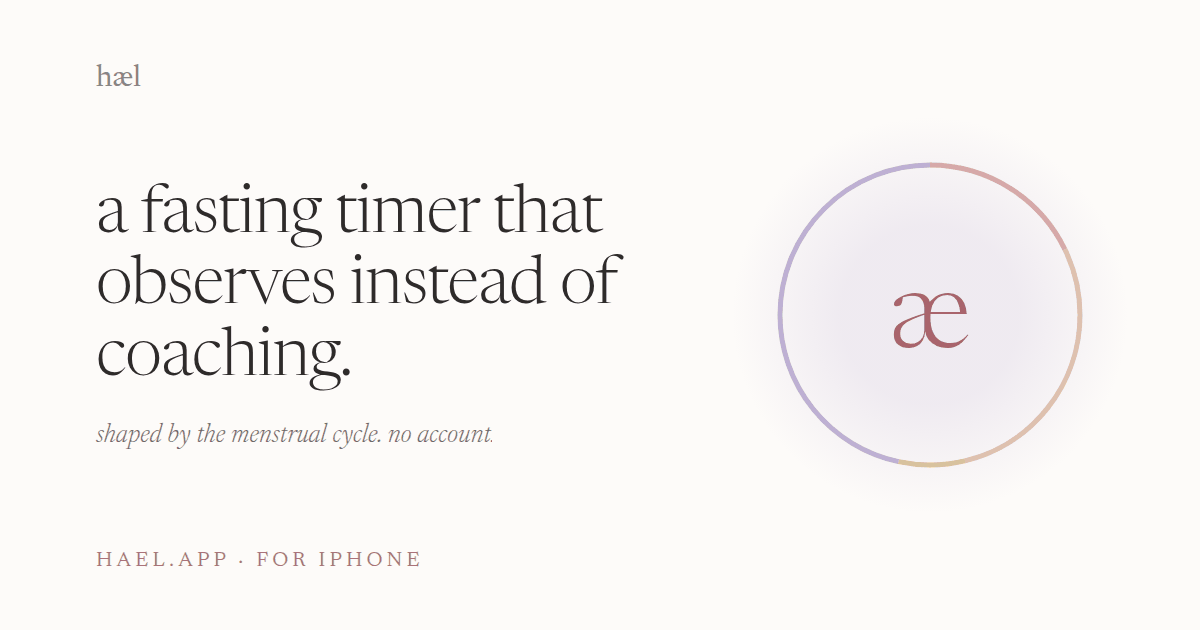 hæl
a fasting timer that
observes instead of
coaching.
shaped by the menstrual cycle. no account.
HAEL.APP · FOR IPHONE
æ